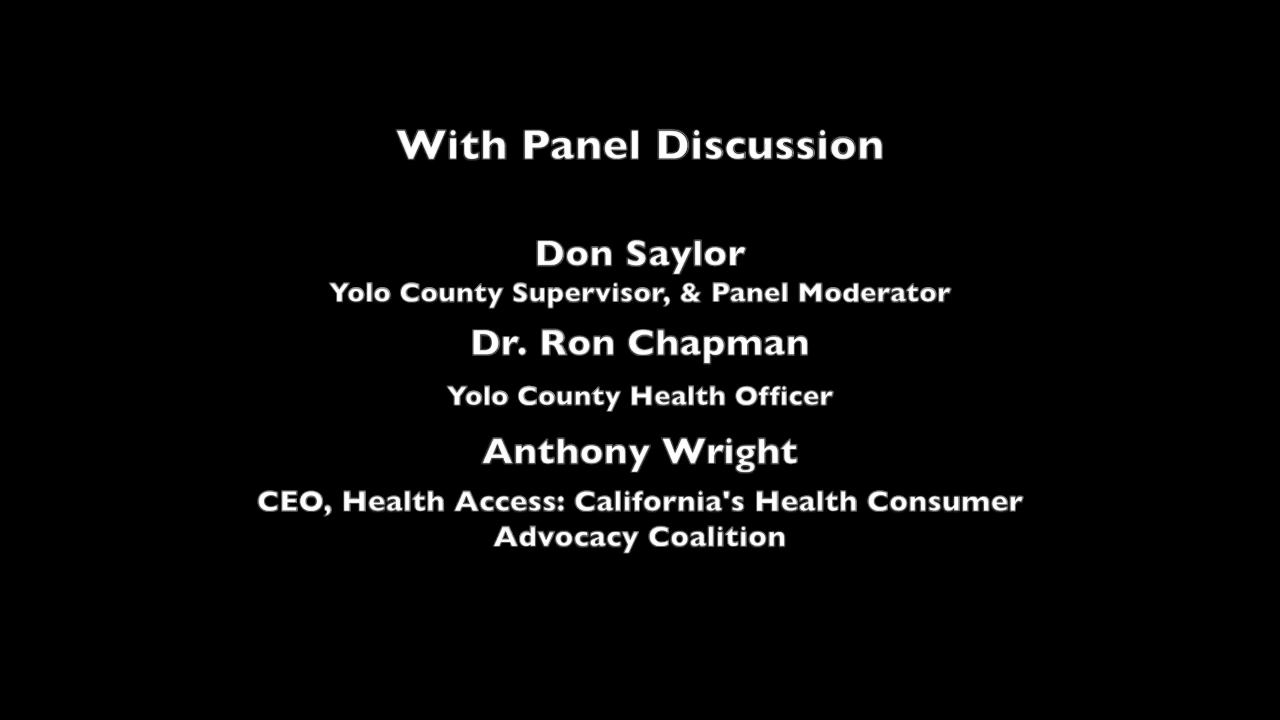 With Panel Discussion
Don Saylor
Yolo County Supervisor, & Panel Moderator
Dr. Ron Chapman
Yolo County Health Officer
Anthony Wright
CEO, Health Access: California's Health Consumer
Advocacy Coalition